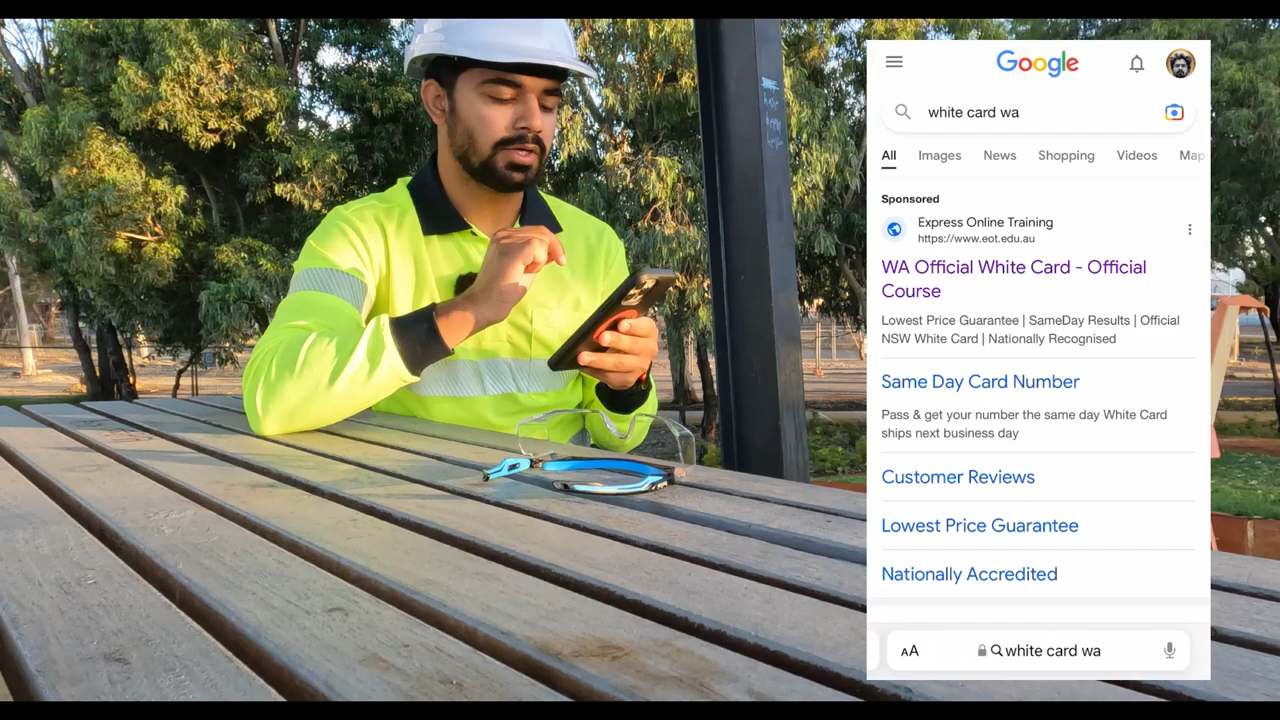 Google
white card wa
All Images News Shopping Videos Map
Sponsored
Express Online Training
https://www.eot.edu.au
WA Official White Card - Official
Course
Lowest Price Guarantee | SameDay Results | Official
NSW White Card | Nationally Recognised
Same Day Card Number
Pass & get your number the same day White Card
ships next business day
Customer Reviews
Lowest Price Guarantee
Nationally Accredited
AA white card wa